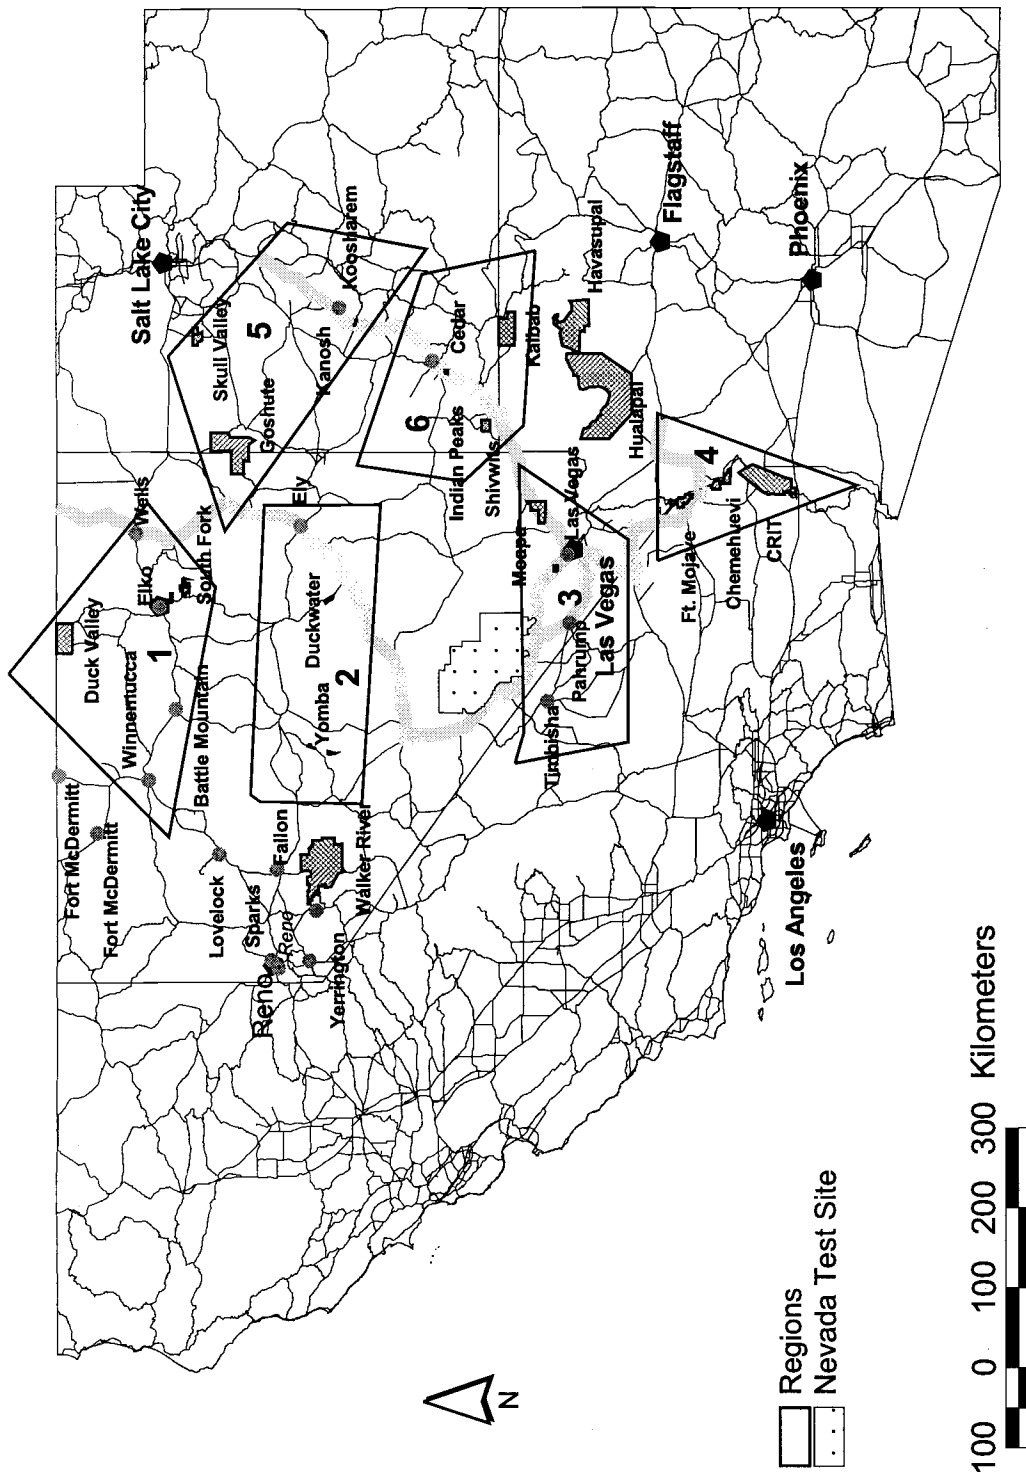 Salt Lake City
Skull Valley
5
Goshute
Kanosh
Koosharem
Wells
Elko
South Fork
Duck Valley
1
Winnemucca
Battle Mountain
Fort McDermitt
Fort McDermitt
Lovelock
Sparks
Reno
Reno
Fallon
Yerrington
Walker River
Ely
Duckwater
Yomba
2
Cedar
6
Indian Peaks
Shivwits
Kaibab
Havasupai
Hualapai
Flagstaff
Phoenix
Moapa
Las Vegas
3
Las Vegas
Pahrump
Timbisha
4
Ft. Mojave
Chemehuevi
CRIT
Los Angeles
N
Regions
Nevada Test Site
100 0 100 200 300 Kilometers